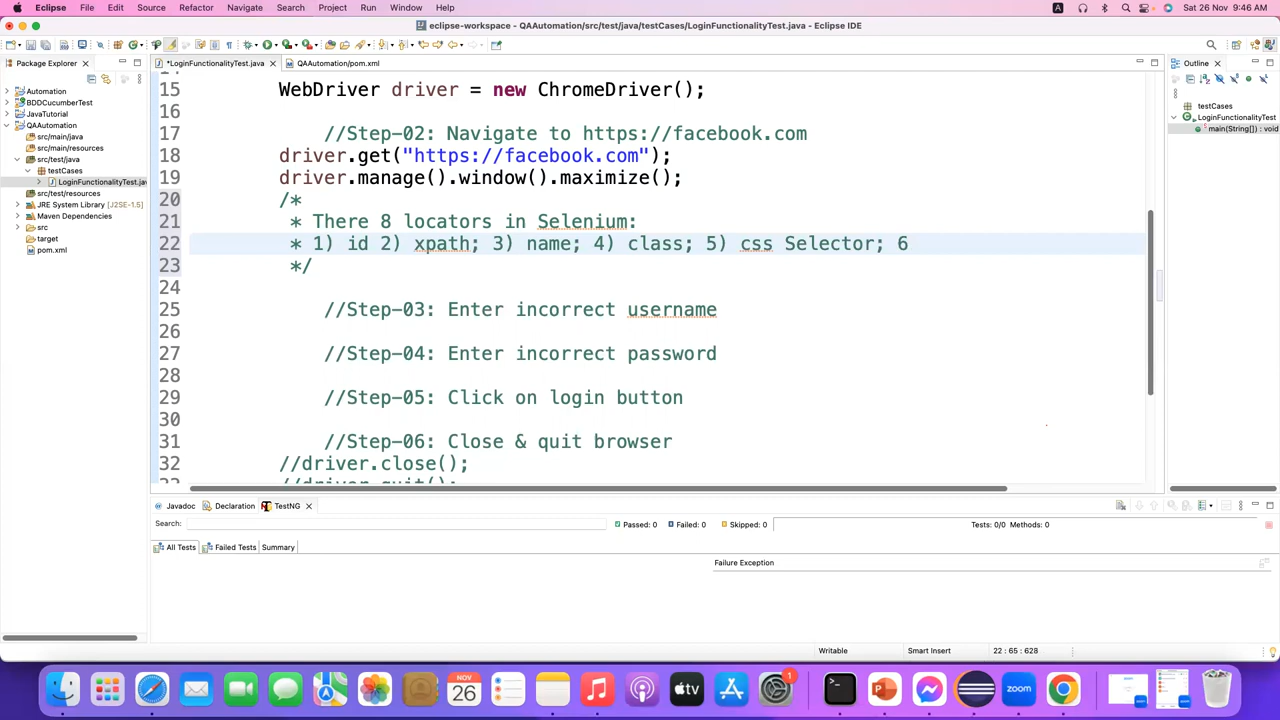 Eclipse File Edit Source Refactor Navigate Search Project Run Window Help Sat 26 Nov 9:46 AM
eclipse-workspace - QAAutomation/src/test/java/testCases/LoginFunctionalityTest.java - Eclipse IDE
Package Explorer
*LoginFunctionalityTest.java
QAAutomation/pom.xml
Outline
Automation
BDDCucumberTest
JavaTutorial
QAAutomation
src/main/java
src/main/resources
src/test/java
testCases
LoginFunctionalityTest.jav
src/test/resources
JRE System Library [J2SE-1.5]
Maven Dependencies
src
target
pom.xml
15 WebDriver driver = new ChromeDriver();
16
17 //Step-02: Navigate to https://facebook.com
18 driver.get("https://facebook.com");
19 driver.manage().window().maximize();
20 /*
21 * There 8 locators in Selenium:
22 * 1) id 2) xpath; 3) name; 4) class; 5) css Selector; 6
23 */
24
25 //Step-03: Enter incorrect username
26
27 //Step-04: Enter incorrect password
28
29 //Step-05: Click on login button
30
31 //Step-06: Close & quit browser
32 //driver.close();
33 //driver.quit();
testCases
LoginFunctionalityTest
main(String[]) : void
Javadoc Declaration TestNG
Search: Passed: 0 Failed: 0 Skipped: 0 Tests: 0/0 Methods: 0
All Tests Failed Tests Summary
Failure Exception
Writable Smart Insert 22 : 65 : 628
NOV
26
tv
1
zoom